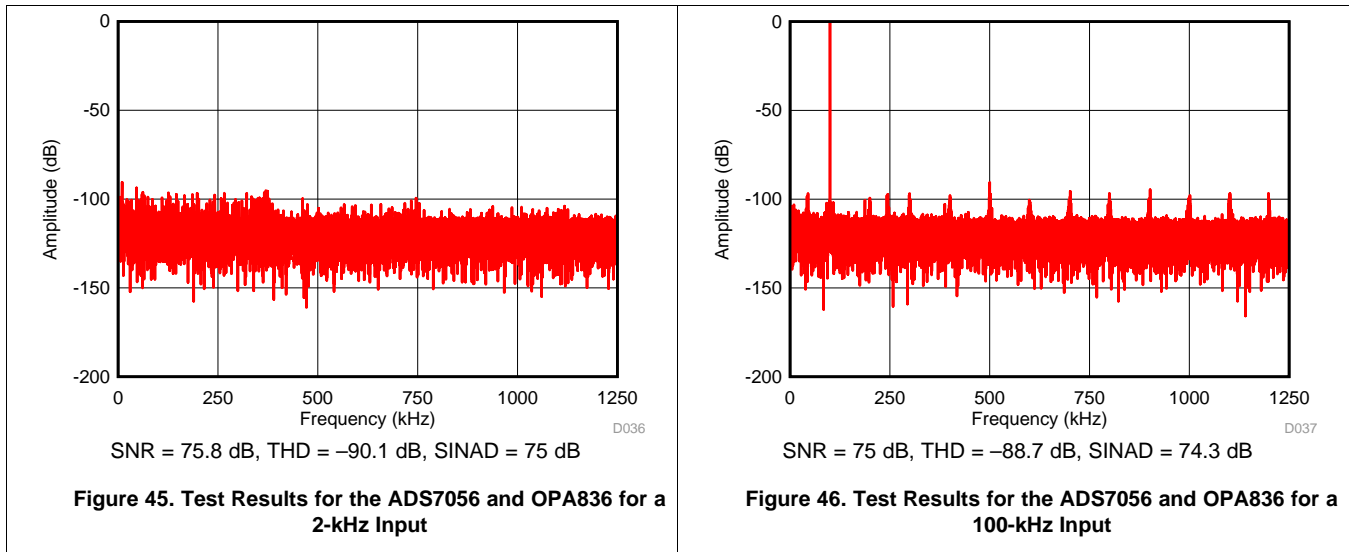 0
-50
-100
-150
-200
Amplitude (dB)
0 250 500 750 1000 1250
Frequency (kHz)
D036
SNR = 75.8 dB, THD = –90.1 dB, SINAD = 75 dB
Figure 45. Test Results for the ADS7056 and OPA836 for a
2-kHz Input
0
-50
-100
-150
-200
Amplitude (dB)
0 250 500 750 1000 1250
Frequency (kHz)
D037
SNR = 75 dB, THD = –88.7 dB, SINAD = 74.3 dB
Figure 46. Test Results for the ADS7056 and OPA836 for a
100-kHz Input